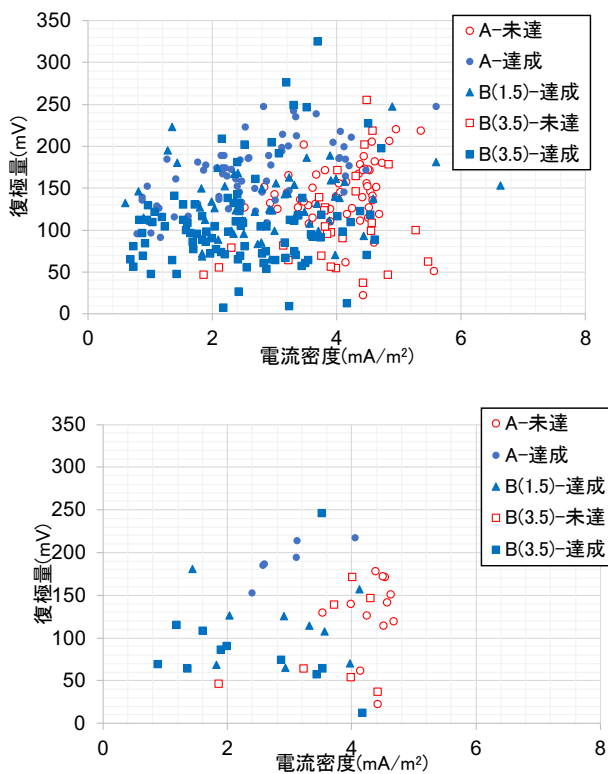 350
300
250
200
150
100
50
0
復極量(mV)
0 2 4 6 8
電流密度(mA/m²)
A-未達
A-達成
B(1.5)-達成
B(3.5)-未達
B(3.5)-達成
350
300
250
200
150
100
50
0
復極量(mV)
0 2 4 6 8
電流密度(mA/m²)
A-未達
A-達成
B(1.5)-達成
B(3.5)-未達
B(3.5)-達成